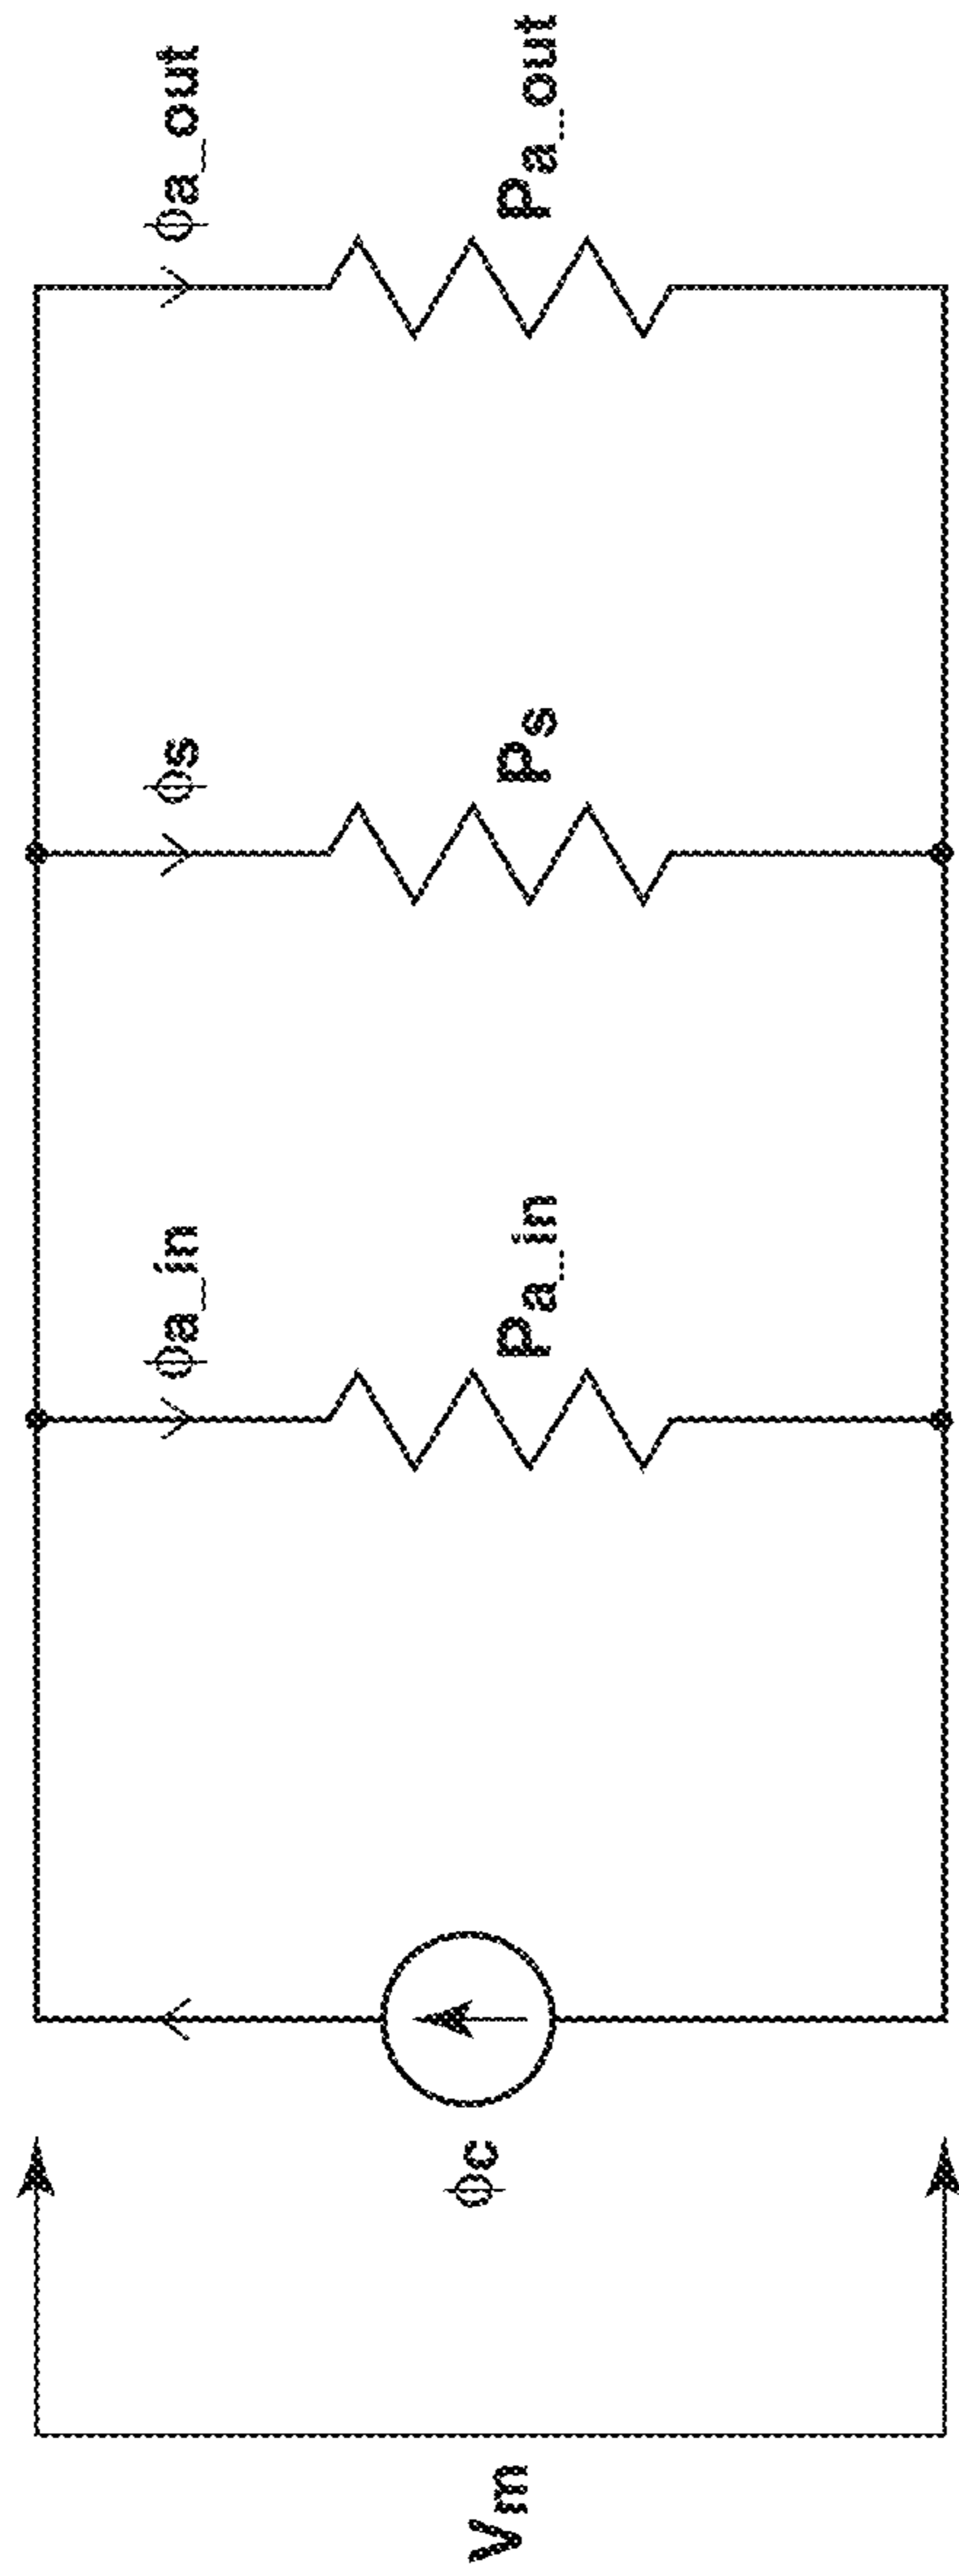 Vm
ϕc
ϕa_in
Pa_in
ϕs
Ps
ϕa_out
Pa_out